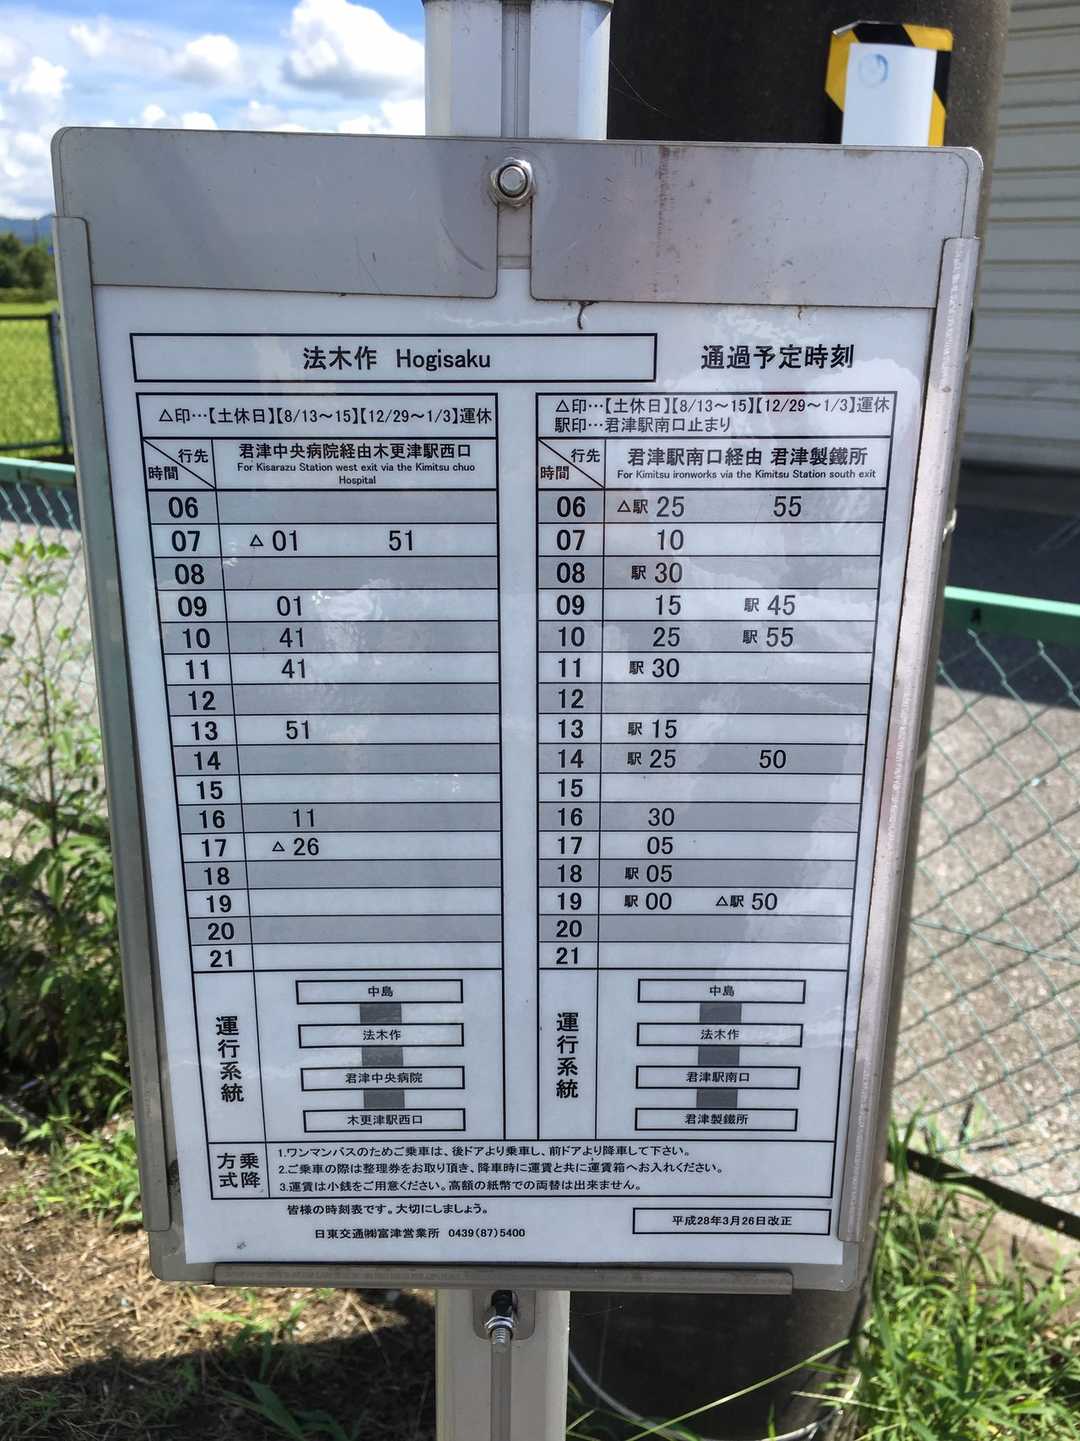 法木作 Hogisaku
通過予定時刻
△印…【土休日】【8/13～15】【12/29～1/3】運休
行先
時間
君津中央病院経由木更津駅西口
For Kisarazu Station west exit via the Kimitsu chuo
Hospital
06
07 △ 01 51
08
09 01
10 41
11 41
12
13 51
14
15
16 11
17 △ 26
18
19
20
21
運行系統
中島
法木作
君津中央病院
木更津駅西口
△印…【土休日】【8/13～15】【12/29～1/3】運休
駅印…君津駅南口止まり
行先
時間
君津駅南口経由 君津製鐵所
For Kimitsu ironworks via the Kimitsu Station south exit
06 △駅 25 55
07 10
08 駅 30
09 15 駅 45
10 25 駅 55
11 駅 30
12
13 駅 15
14 駅 25 50
15
16 30
17 05
18 駅 05
19 駅 00 △駅 50
20
21
運行系統
中島
法木作
君津駅南口
君津製鐵所
乗降方式
1.ワンマンバスのためご乗車は、後ドアより乗車し、前ドアより降車して下さい。
2.ご乗車の際は整理券をお取り頂き、降車時に運賃と共に運賃箱へお入れください。
3.運賃は小銭をご用意ください。高額の紙幣での両替は出来ません。
皆様の時刻表です。大切にしましょう。
日東交通㈱富津営業所 0439(87)5400
平成28年3月26日改正